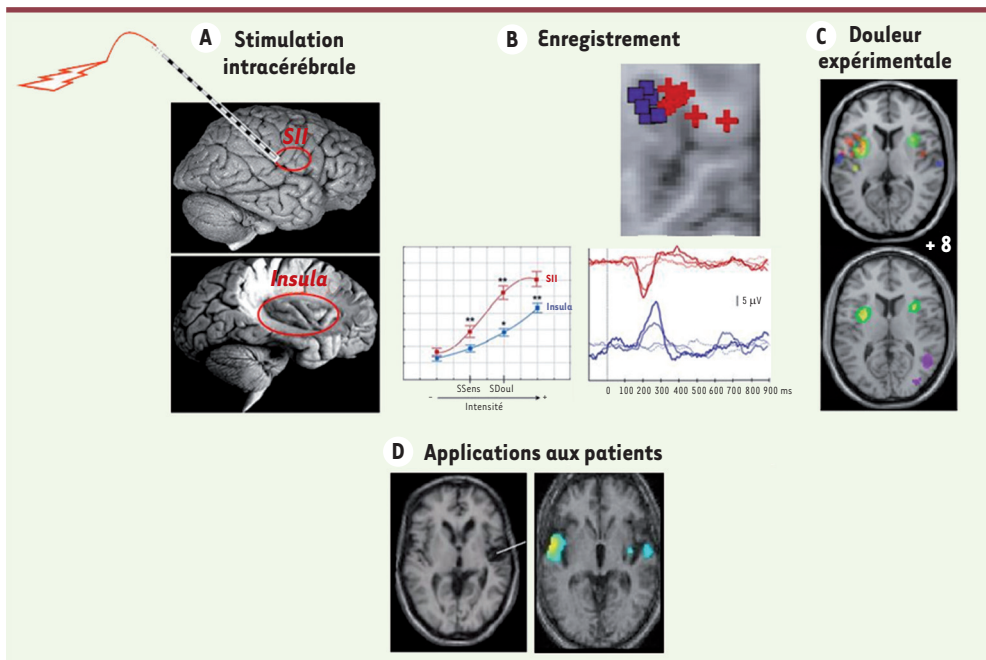 A Stimulation
intracérébrale
SII
Insula
B Enregistrement
SII
Insula
**
**
**
*
SSens SDoul
- Intensité +
5 µV
0 100 200 300 400 500 600 700 800 900 ms
C Douleur
expérimentale
+ 8
D Applications aux patients